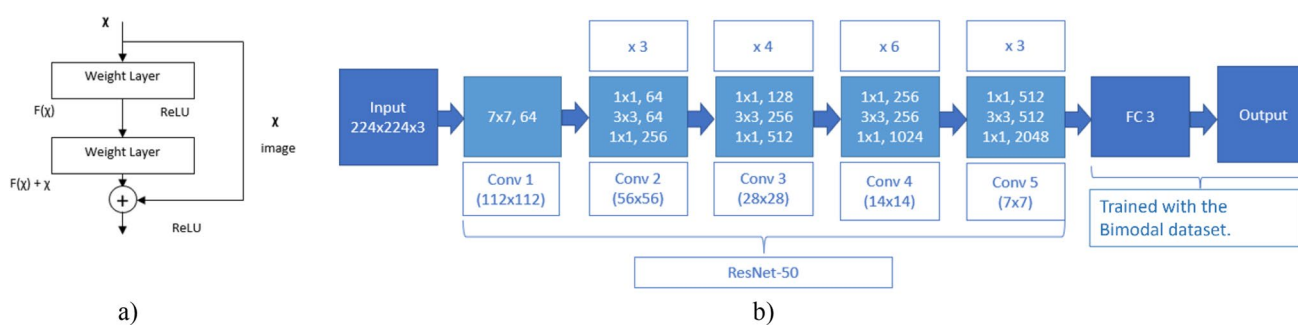 χ
Weight Layer
F(χ)
ReLU
χ
image
Weight Layer
F(χ) + χ
+
ReLU
a)
x 3
x 4
x 6
x 3
Input
224x224x3
7x7, 64
1x1, 64
3x3, 64
1x1, 256
1x1, 128
3x3, 256
1x1, 512
1x1, 256
3x3, 256
1x1, 1024
1x1, 512
3x3, 512
1x1, 2048
FC 3
Output
Conv 1
(112x112)
Conv 2
(56x56)
Conv 3
(28x28)
Conv 4
(14x14)
Conv 5
(7x7)
Trained with the
Bimodal dataset.
ResNet-50
b)